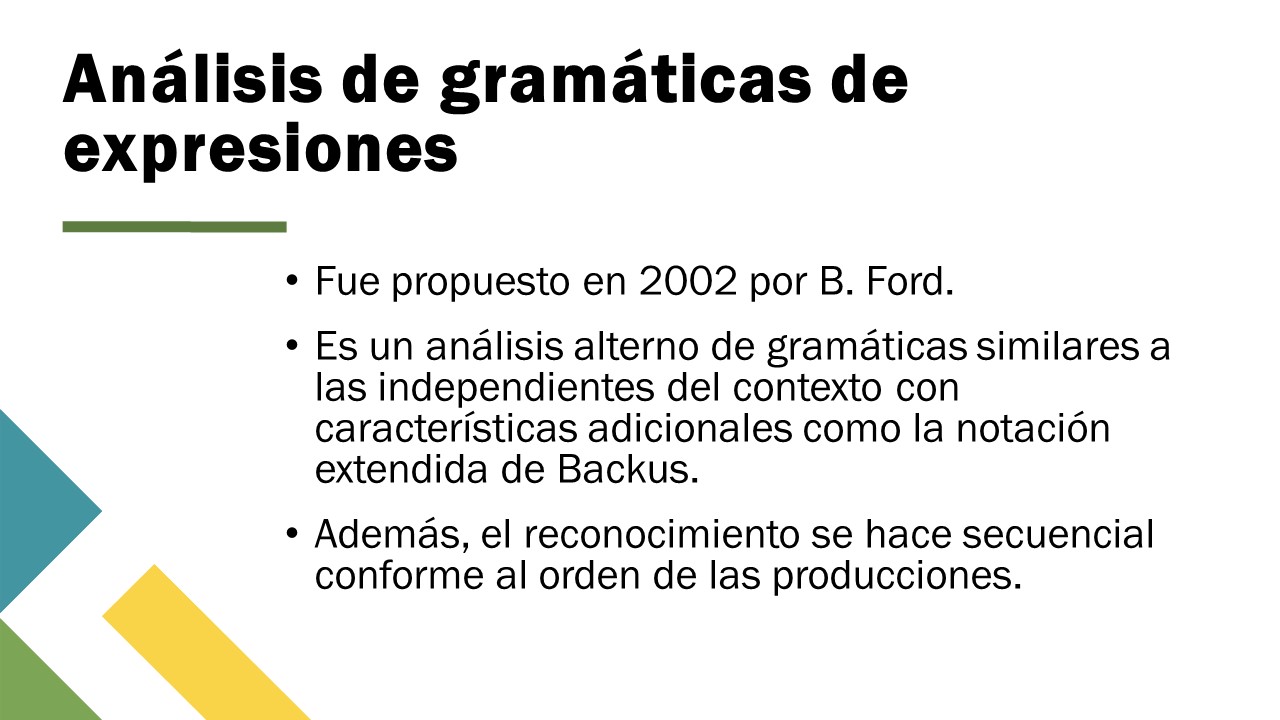 Análisis de gramáticas de
expresiones
• Fue propuesto en 2002 por B. Ford.
• Es un análisis alterno de gramáticas similares a
las independientes del contexto con
características adicionales como la notación
extendida de Backus.
• Además, el reconocimiento se hace secuencial
conforme al orden de las producciones.